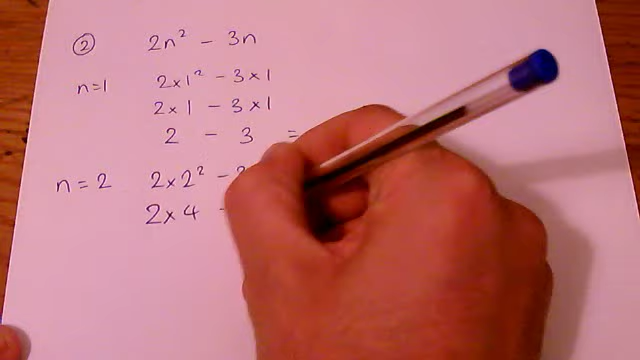 ② 2n² - 3n
n=1 2×1² - 3×1
2×1 - 3×1
2 - 3 =
n=2 2×2² -
2×4 -